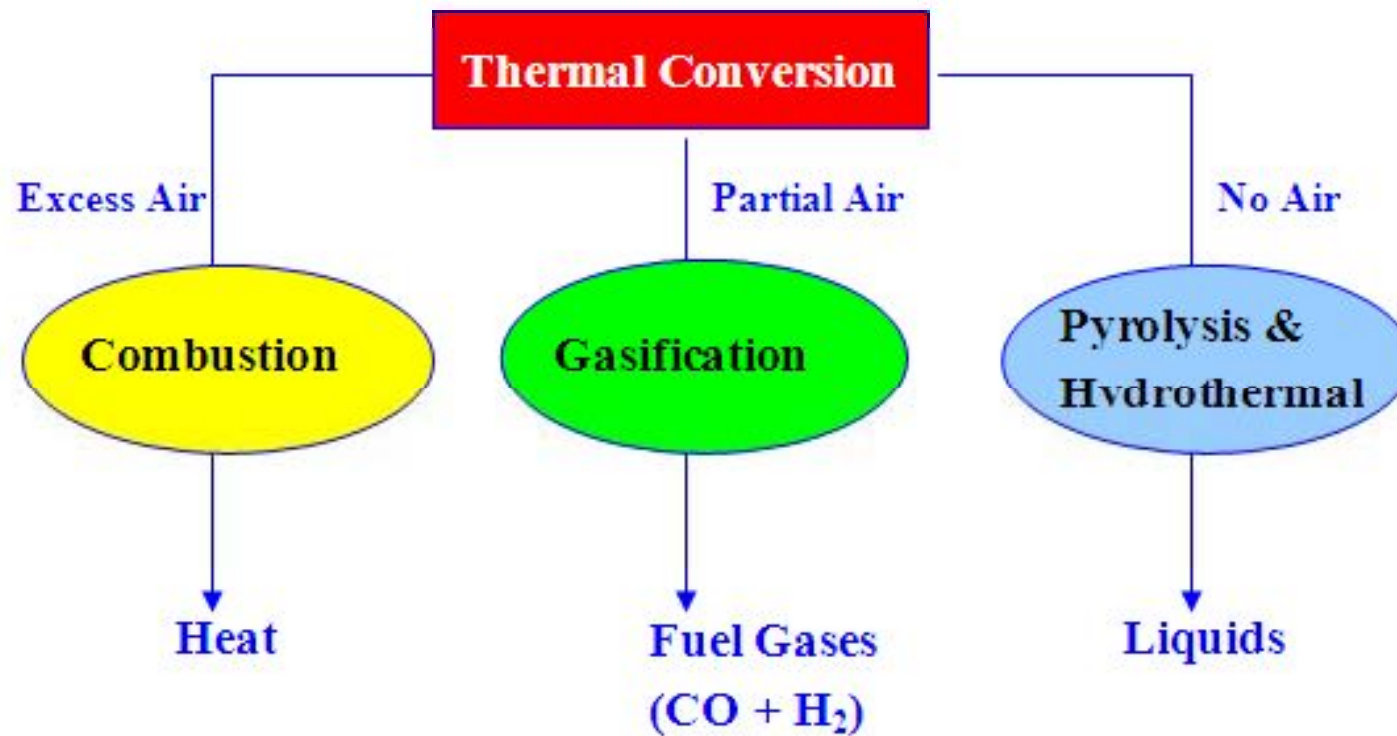 Thermal Conversion
Excess Air
Partial Air
No Air
Combustion
Gasification
Pyrolysis &
Hydrothermal
Heat
Fuel Gases
(CO + H₂)
Liquids